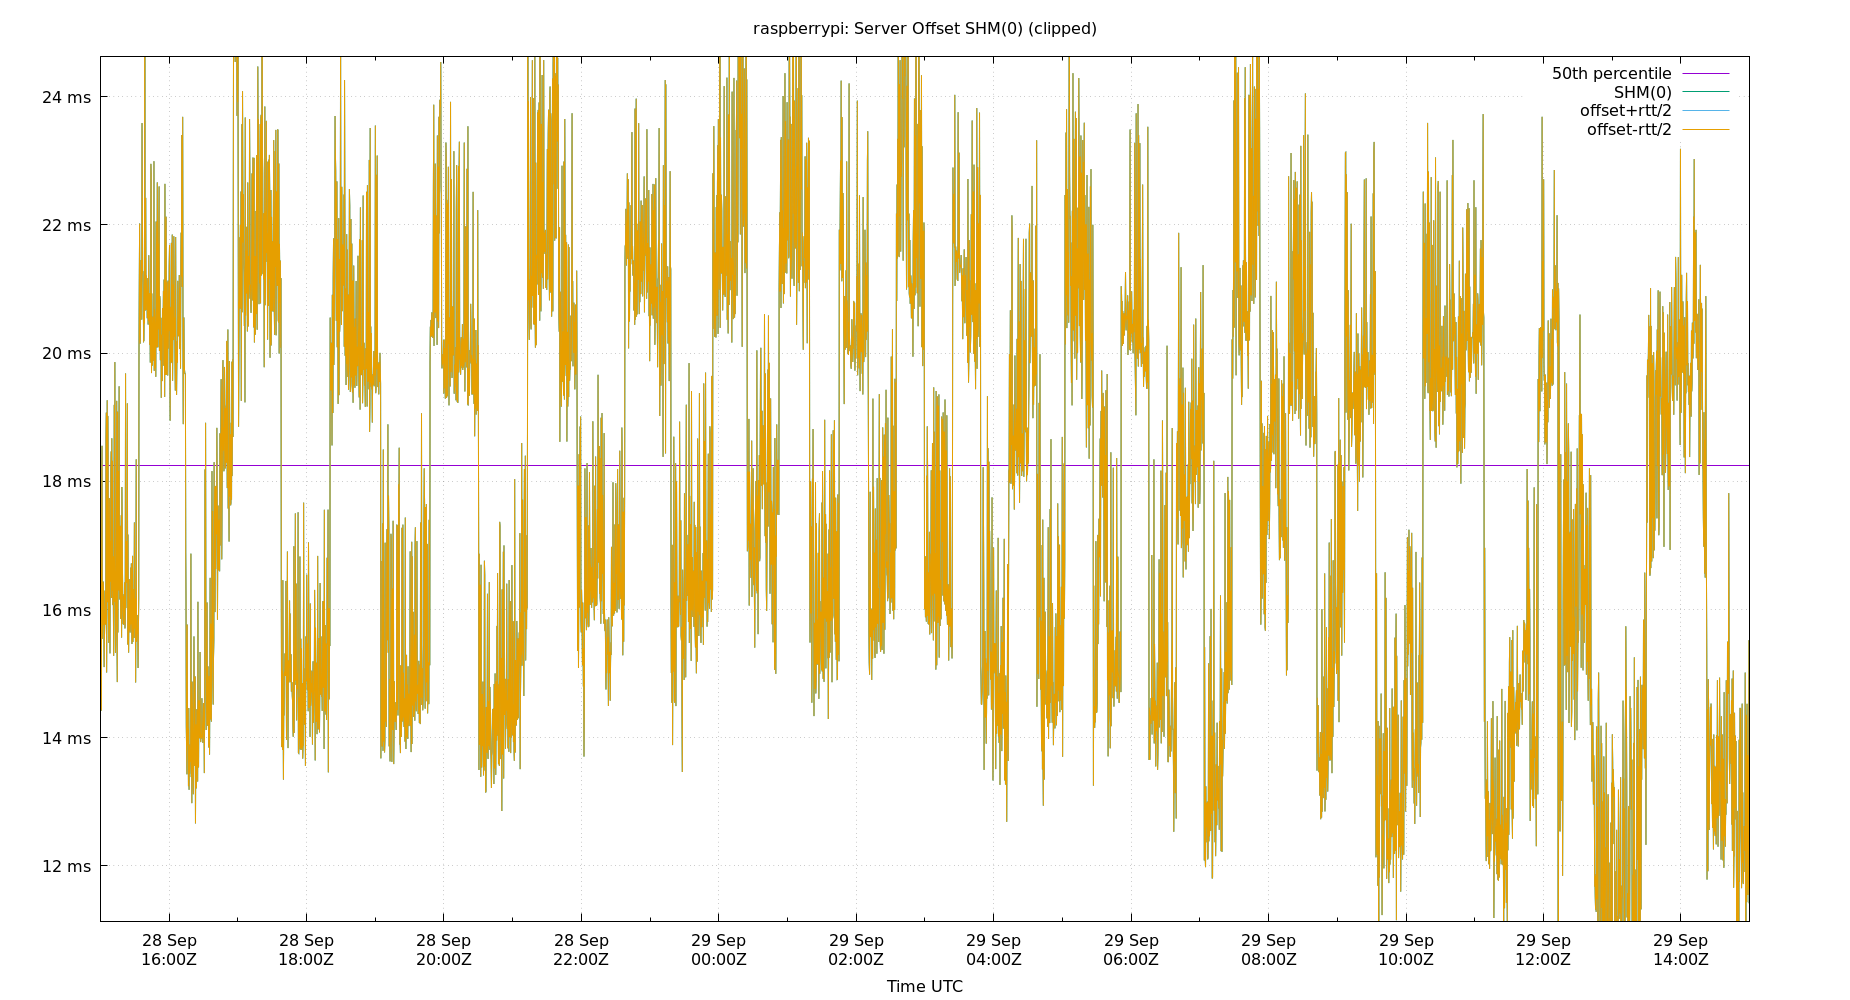 raspberrypi: Server Offset SHM(0) (clipped)
50th percentile
SHM(0)
offset+rtt/2
offset-rtt/2
24 ms
22 ms
20 ms
18 ms
16 ms
14 ms
12 ms
28 Sep 28 Sep 28 Sep 28 Sep 29 Sep 29 Sep 29 Sep 29 Sep 29 Sep 29 Sep 29 Sep 29 Sep
16:00Z 18:00Z 20:00Z 22:00Z 00:00Z 02:00Z 04:00Z 06:00Z 08:00Z 10:00Z 12:00Z 14:00Z
Time UTC